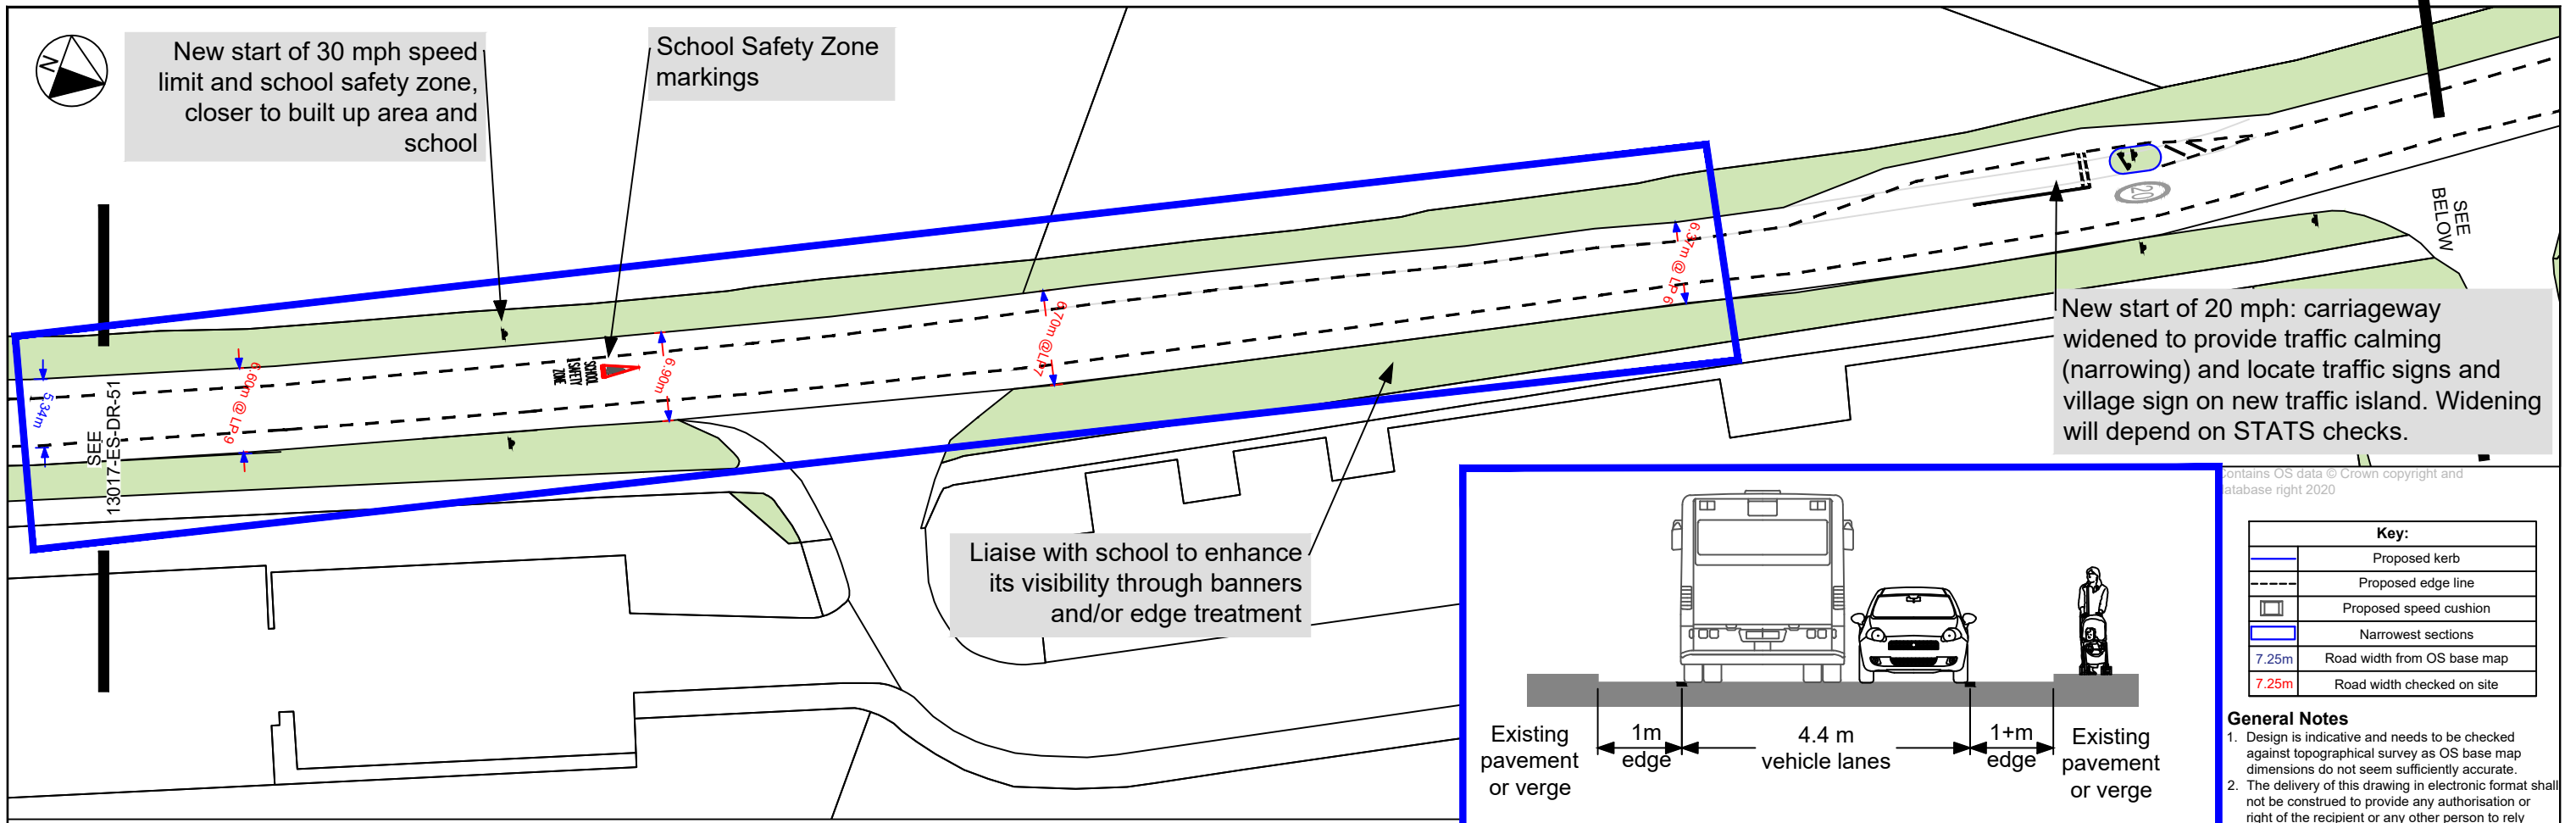 N
New start of 30 mph speed
limit and school safety zone,
closer to built up area and
school
School Safety Zone
markings
SEE
BELOW
20
6.37m @ LP 6
6.70m @LP7
6.90m
SCHOOL
SAFETY
ZONE
6.60m @ LP 9
5.34m
SEE
13017-ES-DR-51
New start of 20 mph: carriageway
widened to provide traffic calming
(narrowing) and locate traffic signs and
village sign on new traffic island. Widening
will depend on STATS checks.
Liaise with school to enhance
its visibility through banners
and/or edge treatment
Contains OS data © Crown copyright and
database right 2020
Existing
pavement
or verge
1m
edge
4.4 m
vehicle lanes
1+m
edge
Existing
pavement
or verge
Key:
Proposed kerb
Proposed edge line
Proposed speed cushion
Narrowest sections
7.25m Road width from OS base map
7.25m Road width checked on site
General Notes
1. Design is indicative and needs to be checked
against topographical survey as OS base map
dimensions do not seem sufficiently accurate.
2. The delivery of this drawing in electronic format shall
not be construed to provide any authorisation or
right of the recipient or any other person to rely